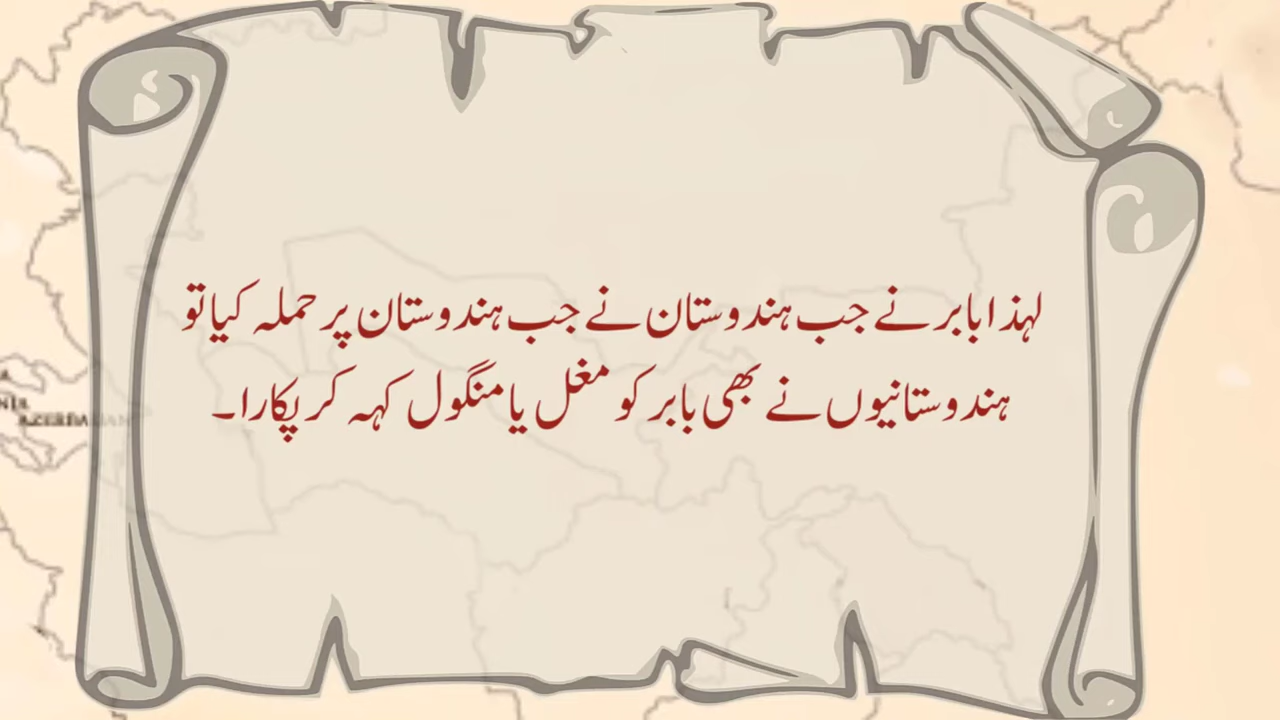 لہذا بابر نے جب ہندوستان نے جب ہندوستان پر حملہ کیا تو
ہندوستانیوں نے بھی بابر کو مغل یا منگول کہہ کر پکارا۔